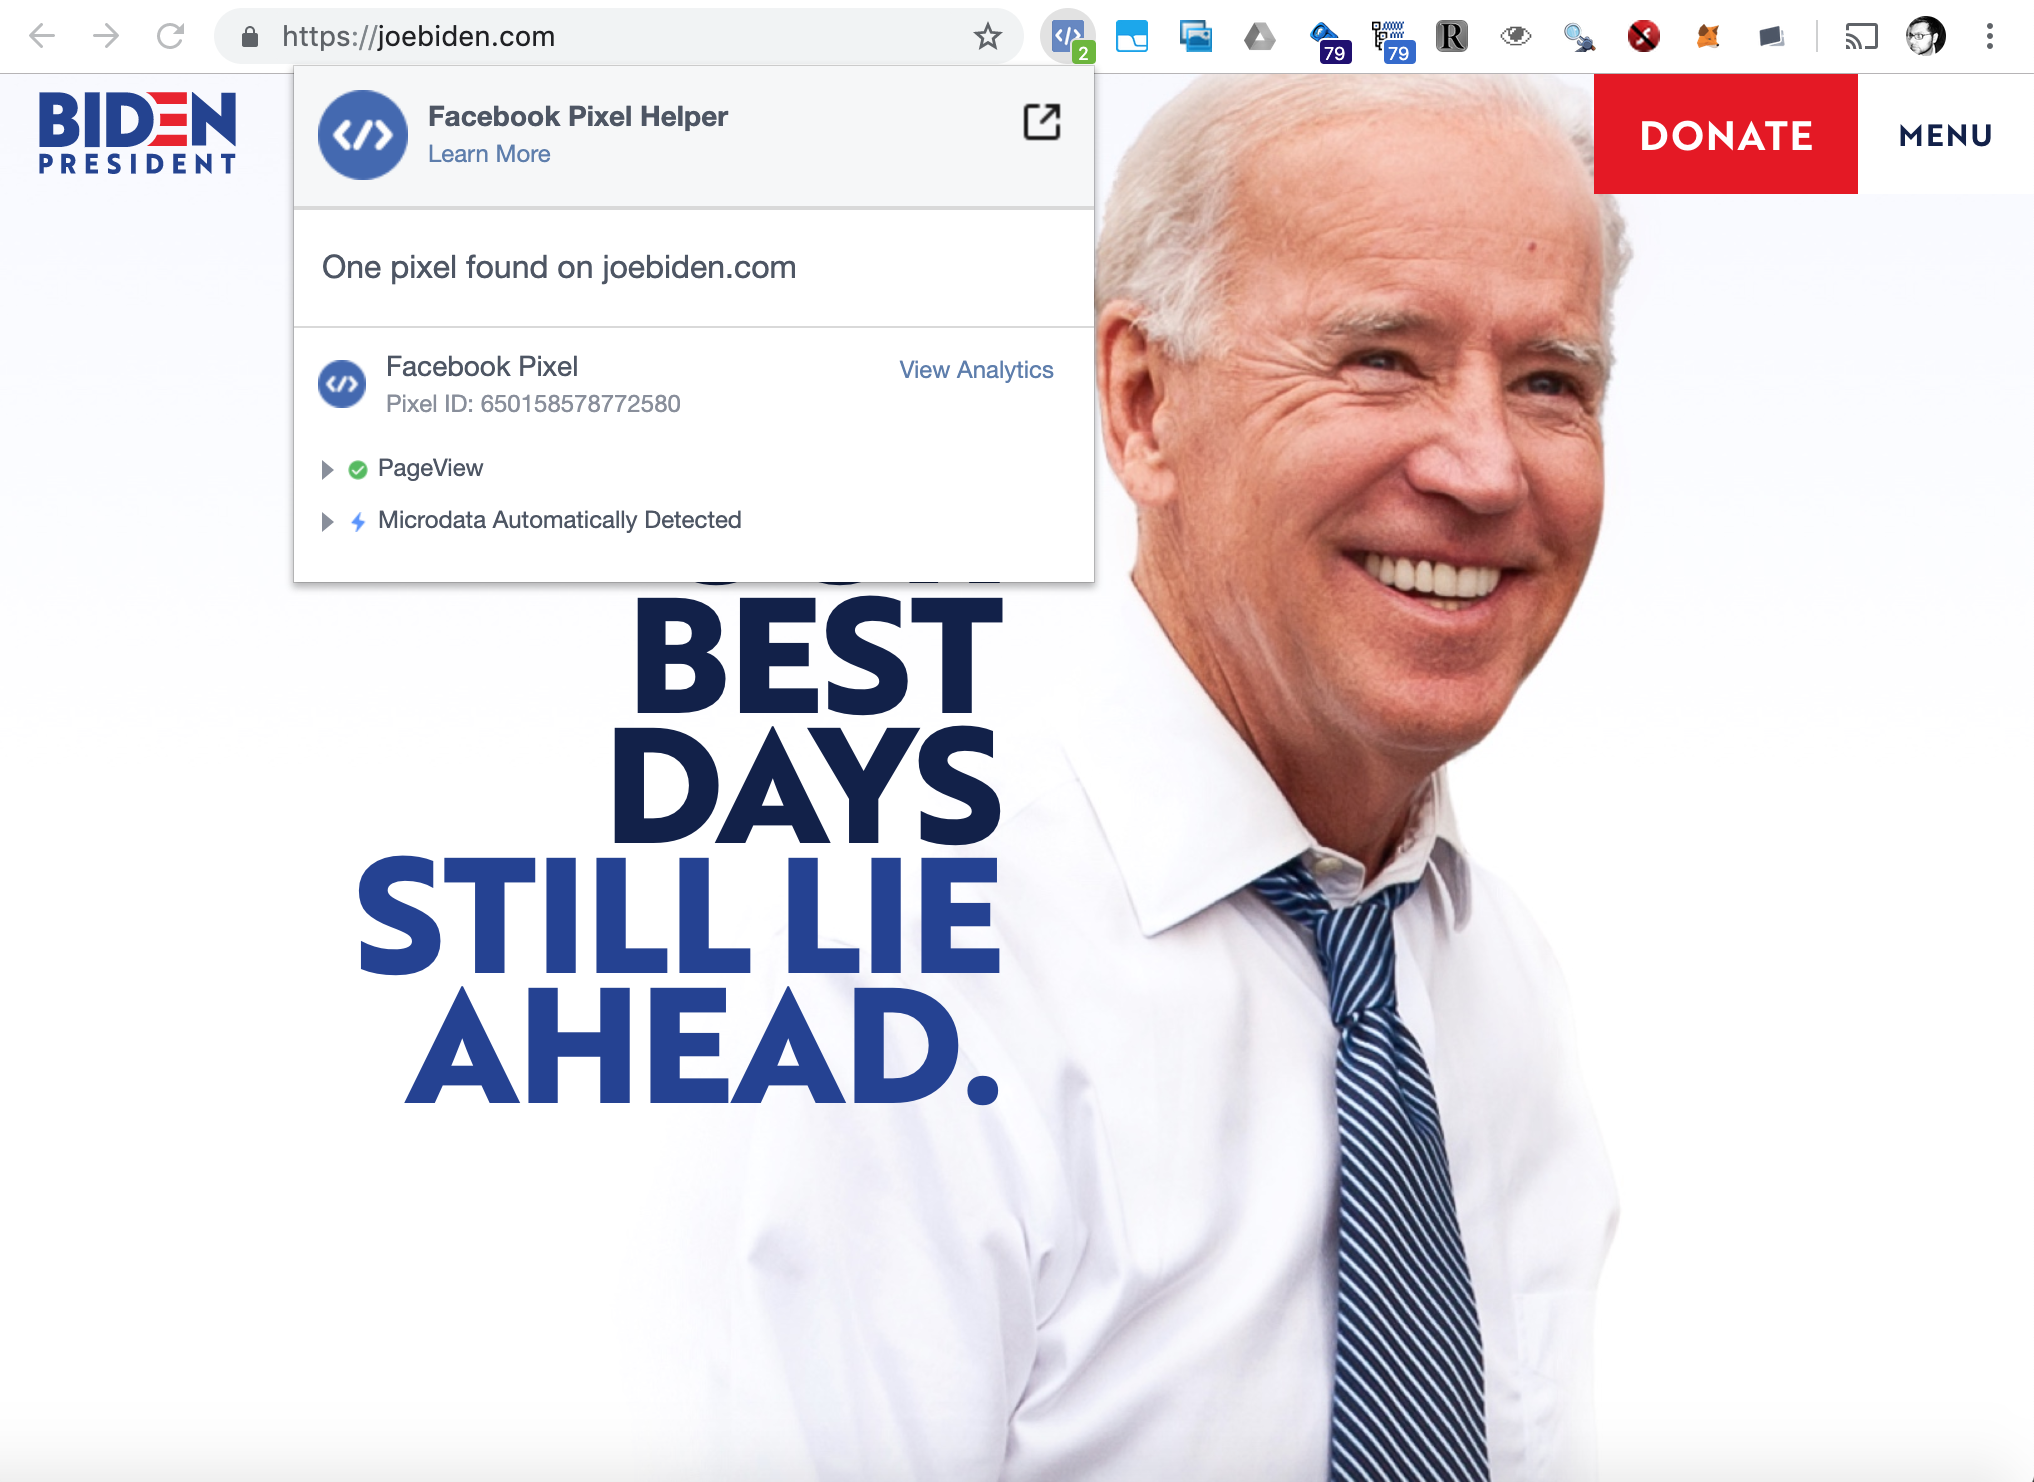 https://joebiden.com
2
79
79
R
BIDEN
PRESIDENT
Facebook Pixel Helper
Learn More
DONATE
MENU
One pixel found on joebiden.com
Facebook Pixel
View Analytics
Pixel ID: 650158578772580
PageView
Microdata Automatically Detected
BEST
DAYS
STILL LIE
AHEAD.